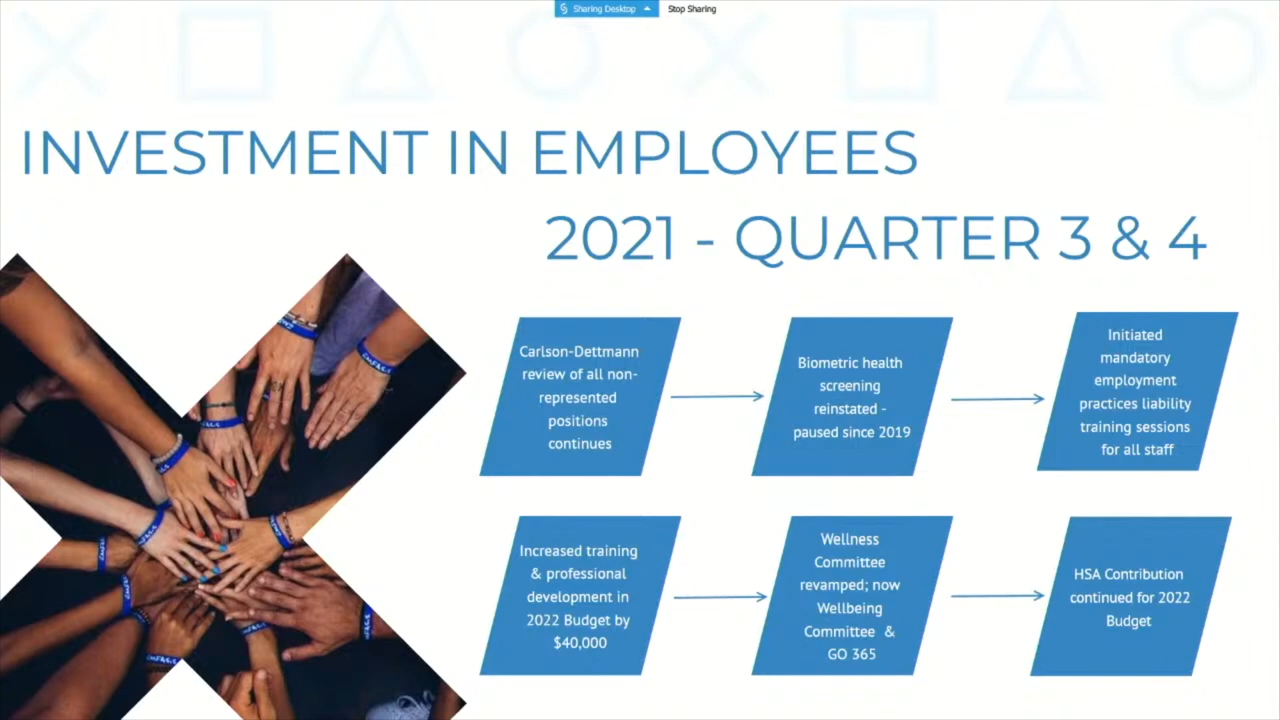 Sharing Desktop
Stop Sharing
INVESTMENT IN EMPLOYEES
2021 - QUARTER 3 & 4
Carlson-Dettmann
review of all non-
represented
positions
continues
Biometric health
screening
reinstated -
paused since 2019
Initiated
mandatory
employment
practices liability
training sessions
for all staff
Increased training
& professional
development in
2022 Budget by
$40,000
Wellness
Committee
revamped; now
Wellbeing
Committee &
GO 365
HSA Contribution
continued for 2022
Budget